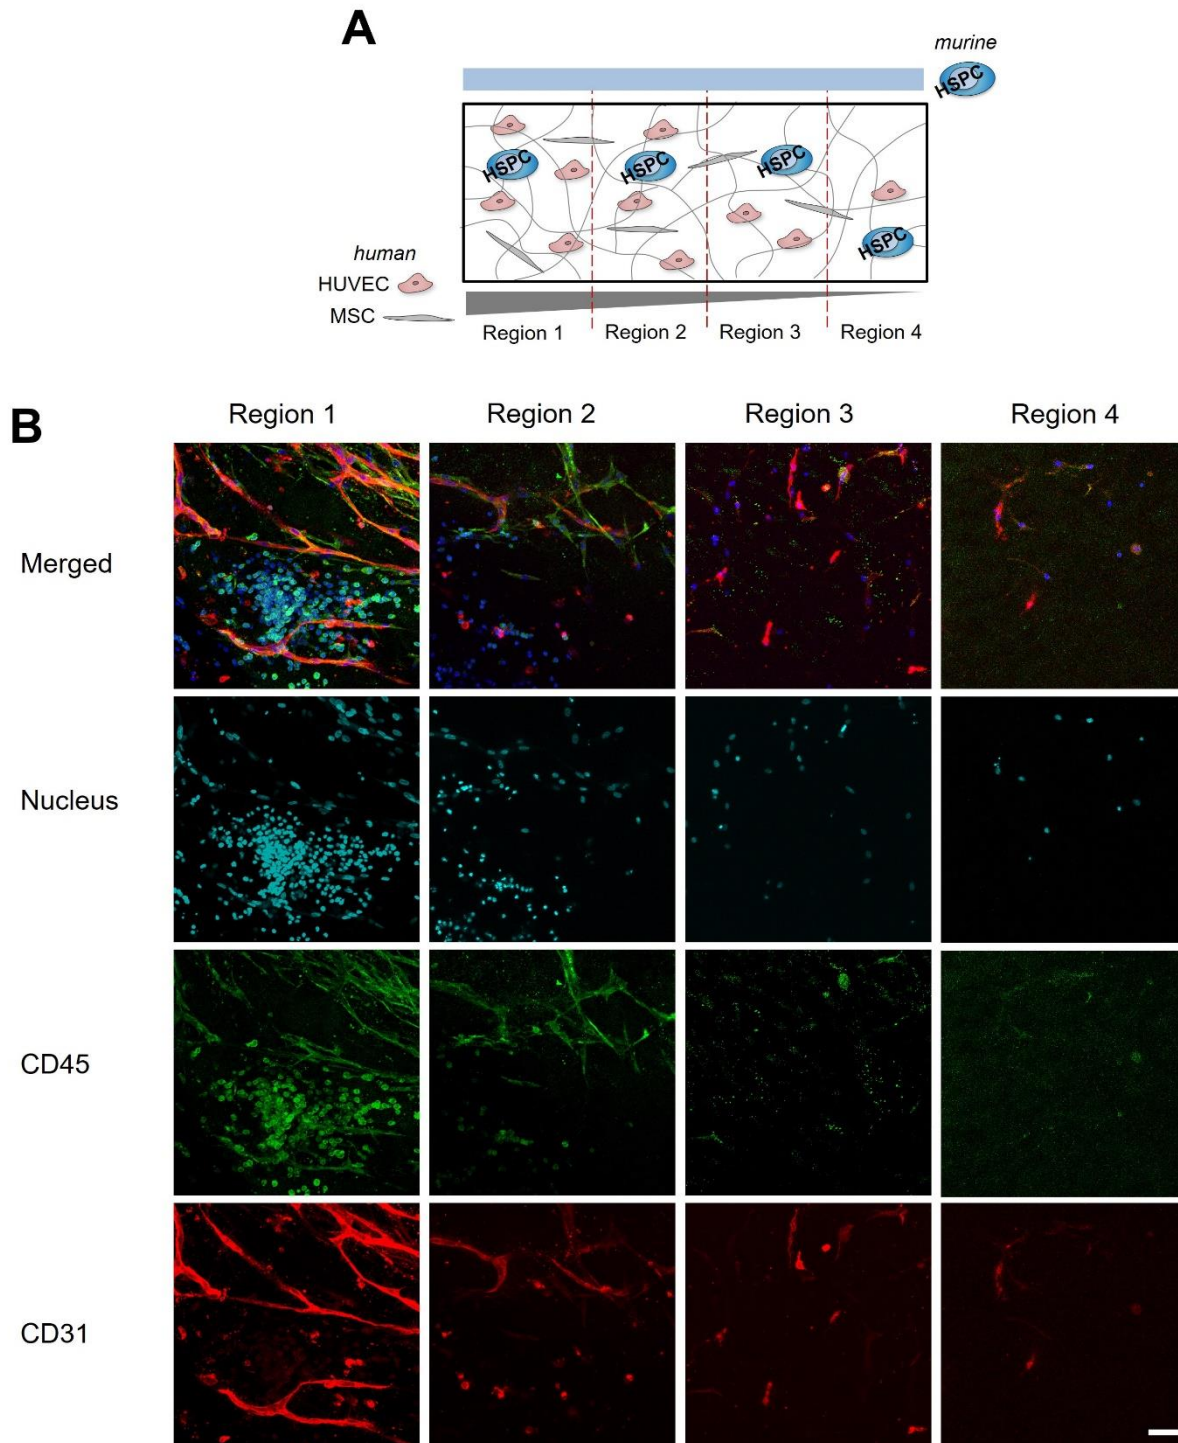 A
murine
HSPC
HSPC
HSPC
HSPC
HSPC
human
HUVEC
MSC
Region 1
Region 2
Region 3
Region 4
B
Region 1
Region 2
Region 3
Region 4
Merged
Nucleus
CD45
CD31